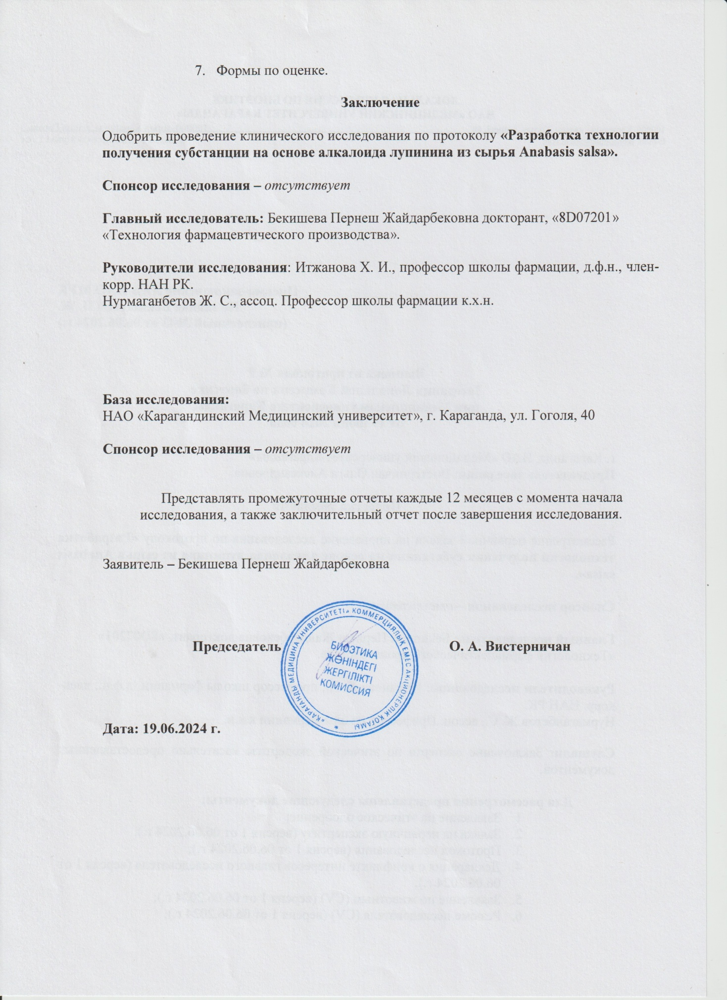 7. Формы по оценке.
Заключение
Одобрить проведение клинического исследования по протоколу «Разработка технологии
получения субстанции на основе алкалоида лупинина из сырья Anabasis salsa».
Спонсор исследования – отсутствует
Главный исследователь: Бекишева Пернеш Жайдарбековна докторант, «8D07201»
«Технология фармацевтического производства».
Руководители исследования: Итжанова Х. И., профессор школы фармации, д.ф.н., член-
корр. НАН РК.
Нурмаганбетов Ж. С., ассоц. Профессор школы фармации к.х.н.
База исследования:
НАО «Карагандинский Медицинский университет», г. Караганда, ул. Гоголя, 40
Спонсор исследования – отсутствует
Представлять промежуточные отчеты каждые 12 месяцев с момента начала
исследования, а также заключительный отчет после завершения исследования.
Заявитель – Бекишева Пернеш Жайдарбековна
Председатель О. А. Вистерничан
«ҚАРАҒАНДЫ МЕДИЦИНА УНИВЕРСИТЕТІ» КОММЕРЦИЯЛЫҚ ЕМЕС АКЦИОНЕРЛІК ҚОҒАМЫ *
БИОЭТИКА
ЖӨНІНДЕГІ
ЖЕРГІЛІКТІ
КОМИССИЯ
Дата: 19.06.2024 г.